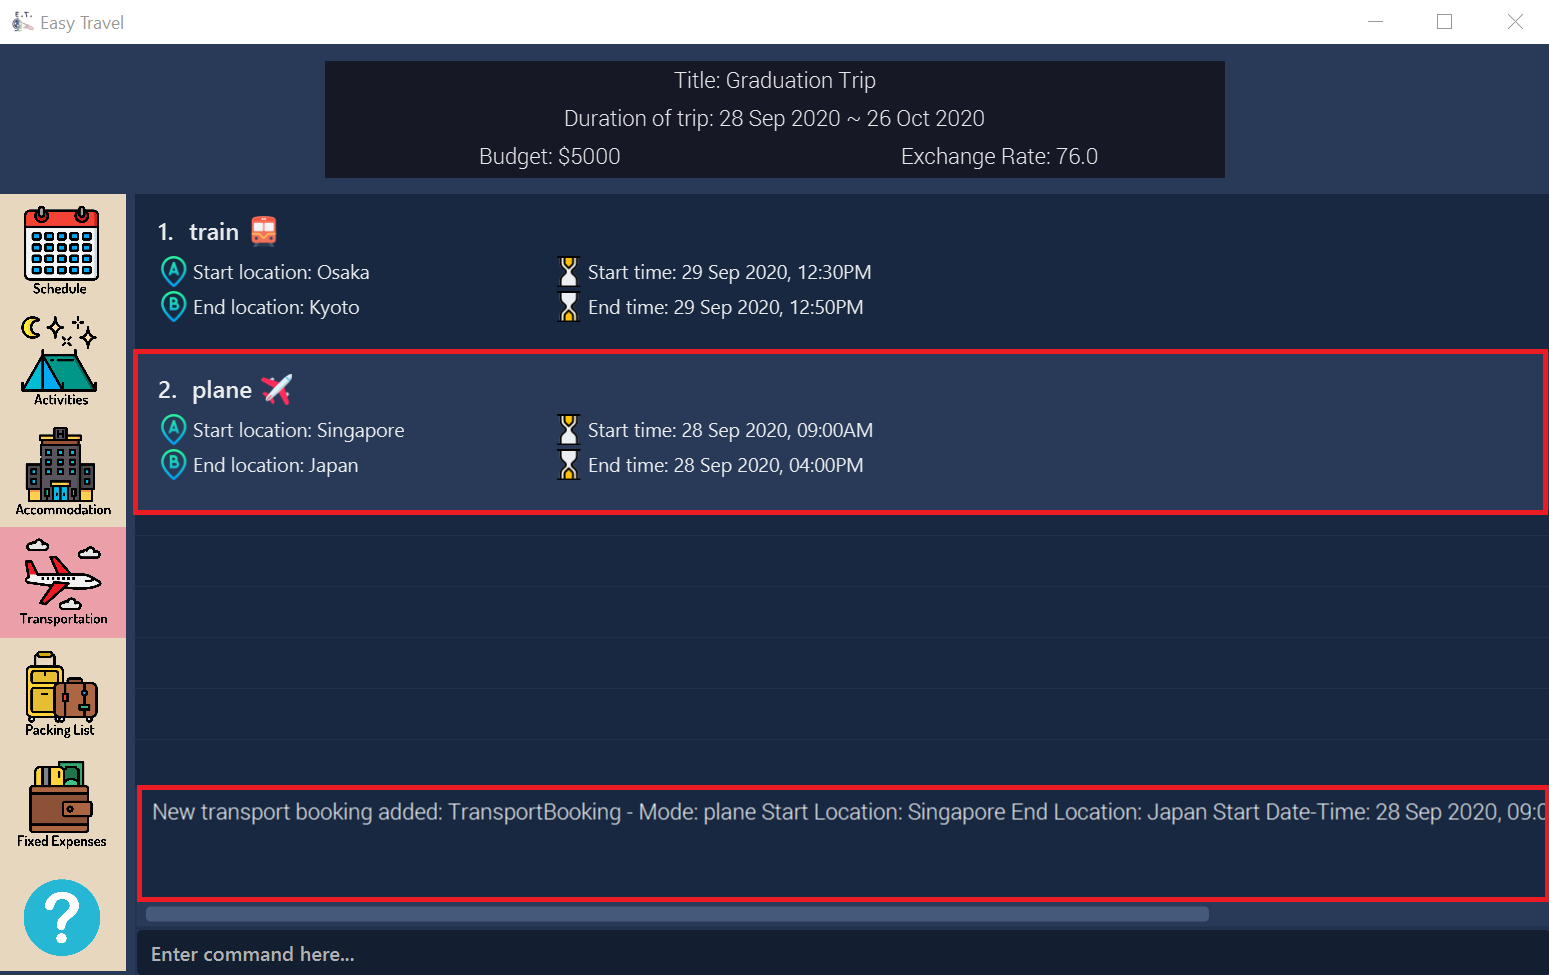 E.T.
Easy Travel
Title: Graduation Trip
Duration of trip: 28 Sep 2020 ~ 26 Oct 2020
Budget: $5000 Exchange Rate: 76.0
Schedule
Activities
H
Accommodation
Transportation
Packing List
Fixed Expenses
?
1. train
A Start location: Osaka Start time: 29 Sep 2020, 12:30PM
B End location: Kyoto End time: 29 Sep 2020, 12:50PM
2. plane
A Start location: Singapore Start time: 28 Sep 2020, 09:00AM
B End location: Japan End time: 28 Sep 2020, 04:00PM
New transport booking added: TransportBooking - Mode: plane Start Location: Singapore End Location: Japan Start Date-Time: 28 Sep 2020, 09:0
Enter command here...